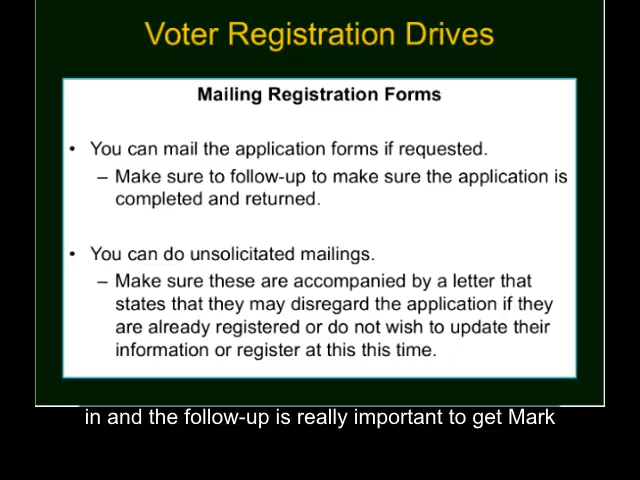 Voter Registration Drives
Mailing Registration Forms
• You can mail the application forms if requested.
– Make sure to follow-up to make sure the application is
completed and returned.
• You can do unsolicitated mailings.
– Make sure these are accompanied by a letter that
states that they may disregard the application if they
are already registered or do not wish to update their
information or register at this this time.
in and the follow-up is really important to get Mark